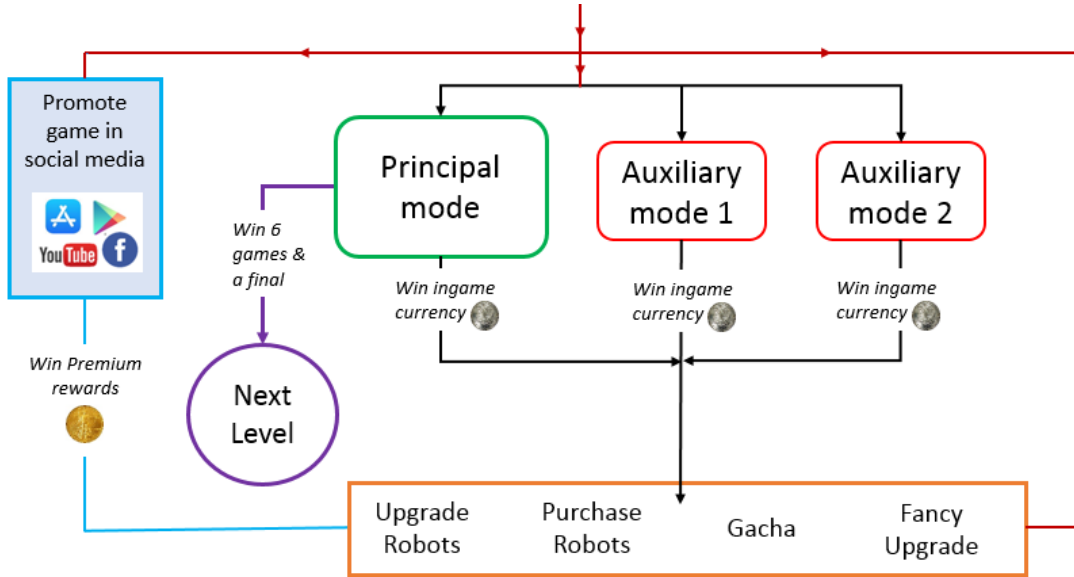 Promote
game in
social media
YouTube
Principal
mode
Auxiliary
mode 1
Auxiliary
mode 2
Win 6
games &
a final
Win ingame
currency
Win ingame
currency
Win ingame
currency
Win Premium
rewards
Next
Level
Upgrade
Robots
Purchase
Robots
Gacha
Fancy
Upgrade